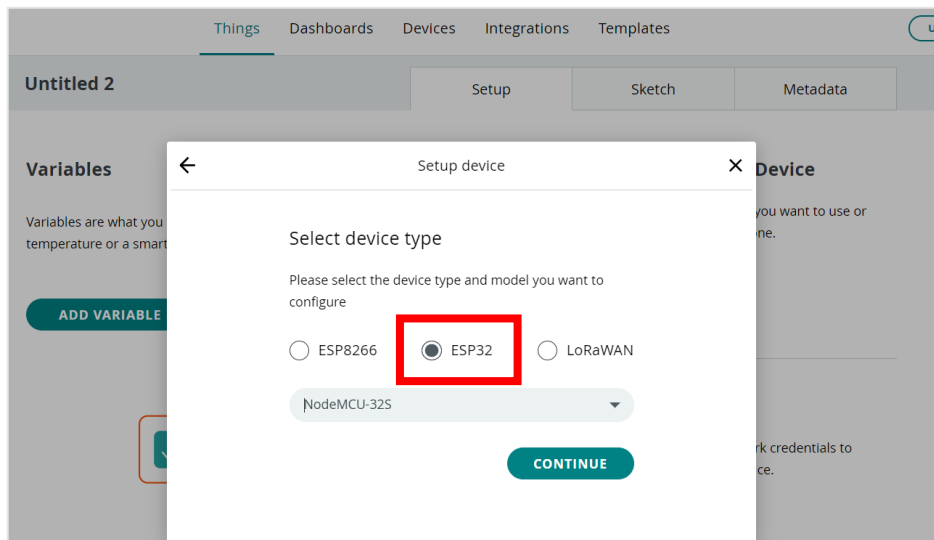 Things Dashboards Devices Integrations Templates
Untitled 2
Setup Sketch Metadata
Variables
Variables are what you
temperature or a smart
ADD VARIABLE
Setup device
Select device type
Please select the device type and model you want to
configure
ESP8266 ESP32 LoRaWAN
NodeMCU-32S
CONTINUE
Device
you want to use or
ne.
rk credentials to
ce.